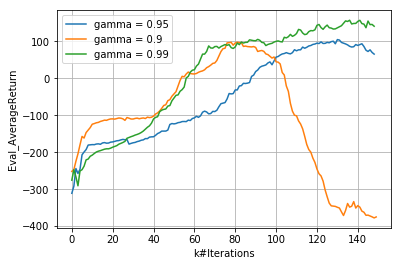 gamma = 0.95
gamma = 0.9
gamma = 0.99
Eval_AverageReturn
100
0
−100
−200
−300
−400
0 20 40 60 80 100 120 140
k#Iterations